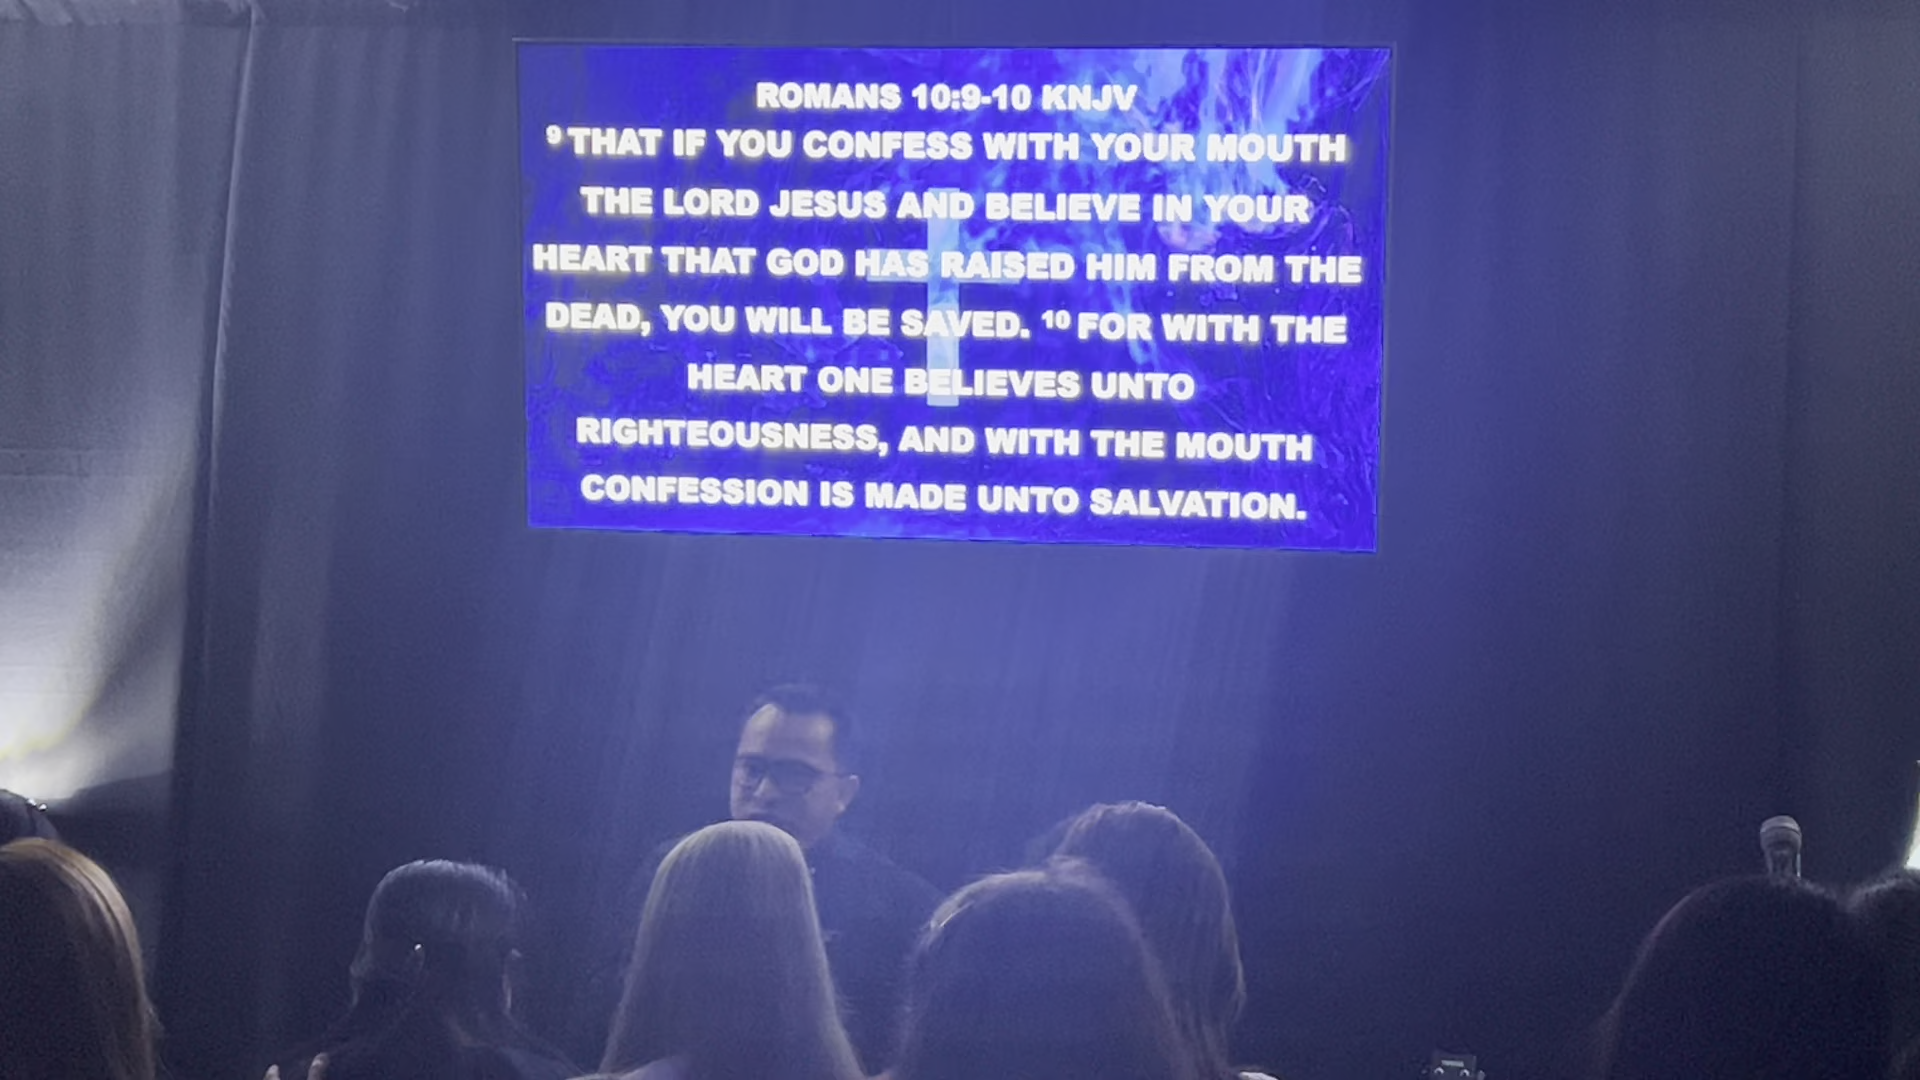 ROMANS 10:9-10 KNJV
⁹ THAT IF YOU CONFESS WITH YOUR MOUTH
THE LORD JESUS AND BELIEVE IN YOUR
HEART THAT GOD HAS RAISED HIM FROM THE
DEAD, YOU WILL BE SAVED. ¹⁰ FOR WITH THE
HEART ONE BELIEVES UNTO
RIGHTEOUSNESS, AND WITH THE MOUTH
CONFESSION IS MADE UNTO SALVATION.